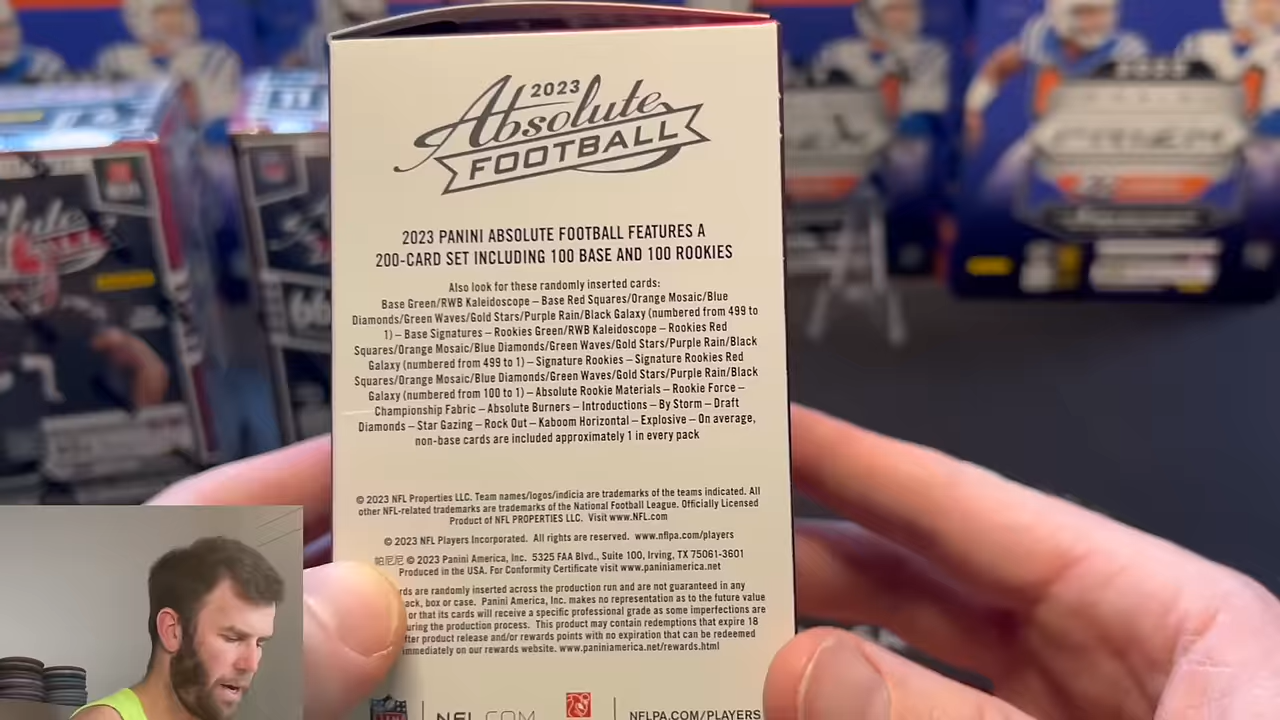 2023
Absolute
FOOTBALL
2023 PANINI ABSOLUTE FOOTBALL FEATURES A
200-CARD SET INCLUDING 100 BASE AND 100 ROOKIES
Also look for these randomly inserted cards:
Base Green/RWB Kaleidoscope – Base Red Squares/Orange Mosaic/Blue
Diamonds/Green Waves/Gold Stars/Purple Rain/Black Galaxy (numbered from 499 to
1) – Base Signatures – Rookies Green/RWB Kaleidoscope – Rookies Red
Squares/Orange Mosaic/Blue Diamonds/Green Waves/Gold Stars/Purple Rain/Black
Galaxy (numbered from 499 to 1) – Signature Rookies – Signature Rookies Red
Squares/Orange Mosaic/Blue Diamonds/Green Waves/Gold Stars/Purple Rain/Black
Galaxy (numbered from 100 to 1) – Absolute Rookie Materials – Rookie Force –
Championship Fabric – Absolute Burners – Introductions – By Storm – Draft
Diamonds – Star Gazing – Rock Out – Kaboom Horizontal – Explosive – On average,
non-base cards are included approximately 1 in every pack
© 2023 NFL Properties LLC. Team names/logos/indicia are trademarks of the teams indicated. All
other NFL-related trademarks are trademarks of the National Football League. Officially Licensed
Product of NFL PROPERTIES LLC. Visit www.NFL.com
© 2023 NFL Players Incorporated. All rights are reserved. www.nflpa.com/players
帕尼尼 © 2023 Panini America, Inc. 5325 FAA Blvd., Suite 100, Irving, TX 75061-3601
Produced in the USA. For Conformity Certificate visit www.paniniamerica.net
rds are randomly inserted across the production run and are not guaranteed in any
ack, box or case. Panini America, Inc. makes no representation as to the future value
or that its cards will receive a specific professional grade as some imperfections are
uring the production process. This product may contain redemptions that expire 18
fter product release and/or rewards points with no expiration that can be redeemed
immediately on our rewards website. www.paniniamerica.net/rewards.html
NFL
NFL.COM
NFLPA.COM/PLAYERS
PRIZM